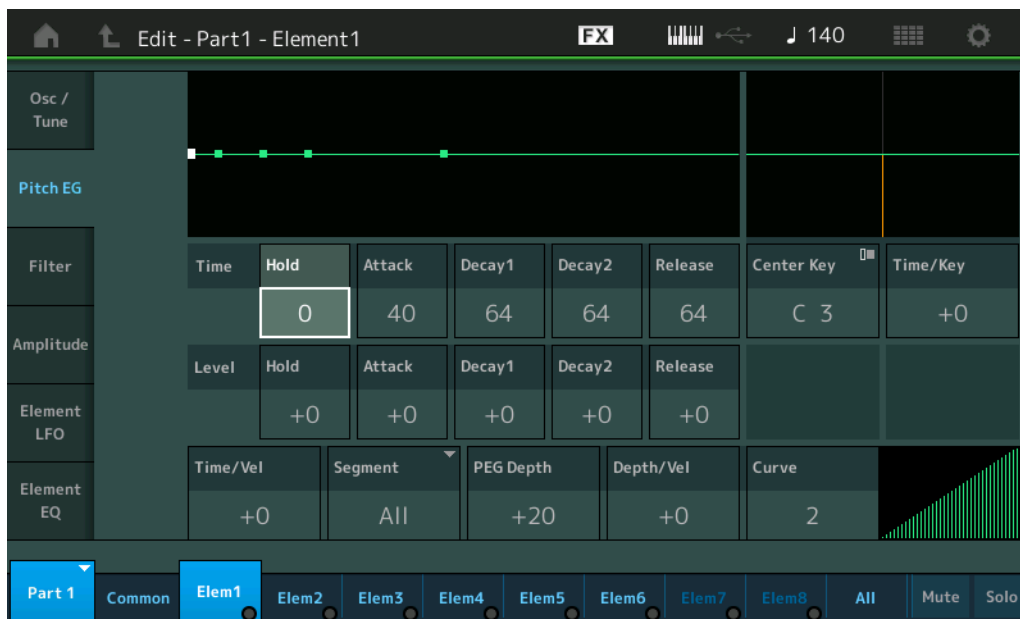 Edit - Part1 - Element1 FX ♩ 140
Osc /
Tune
Pitch EG
Filter
Amplitude
Element
LFO
Element
EQ
Time Hold Attack Decay1 Decay2 Release Center Key Time/Key
0 40 64 64 64 C 3 +0
Level Hold Attack Decay1 Decay2 Release
+0 +0 +0 +0 +0
Time/Vel Segment PEG Depth Depth/Vel Curve
+0 All +20 +0 2
Part 1 Common Elem1 Elem2 Elem3 Elem4 Elem5 Elem6 Elem7 Elem8 All Mute Solo